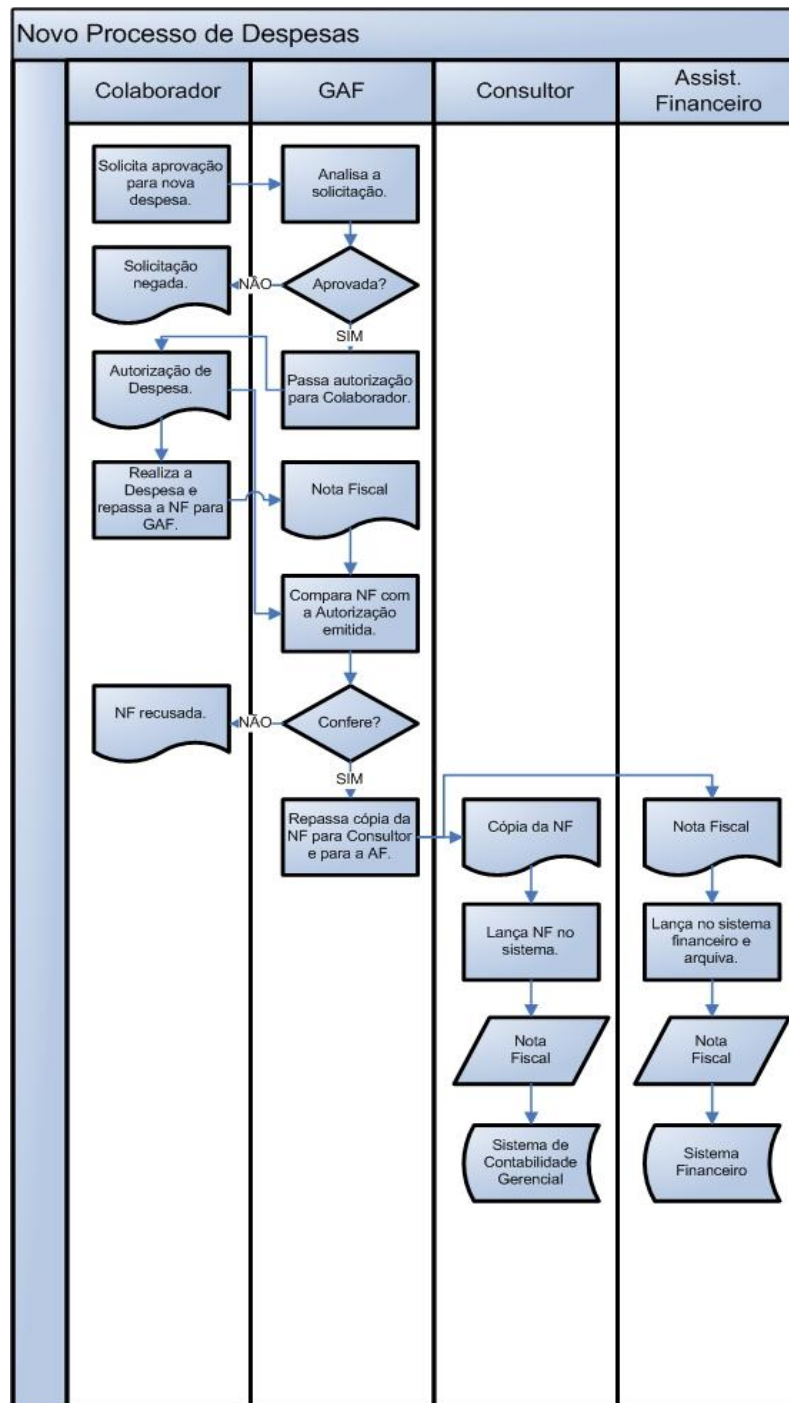 Novo Processo de Despesas
Colaborador
GAF
Consultor
Assist.
Financeiro
Solicita aprovação
para nova
despesa.
Analisa a
solicitação.
Solicitação
negada.
NÃO
Aprovada?
SIM
Autorização de
Despesa.
Passa autorização
para Colaborador.
Realiza a
Despesa e
repassa a NF para
GAF.
Nota Fiscal
Compara NF com
a Autorização
emitida.
NF recusada.
NÃO
Confere?
SIM
Repassa cópia da
NF para Consultor
e para a AF.
Cópia da NF
Nota Fiscal
Lança NF no
sistema.
Lança no sistema
financeiro e
arquiva.
Nota
Fiscal
Nota
Fiscal
Sistema de
Contabilidade
Gerencial
Sistema
Financeiro